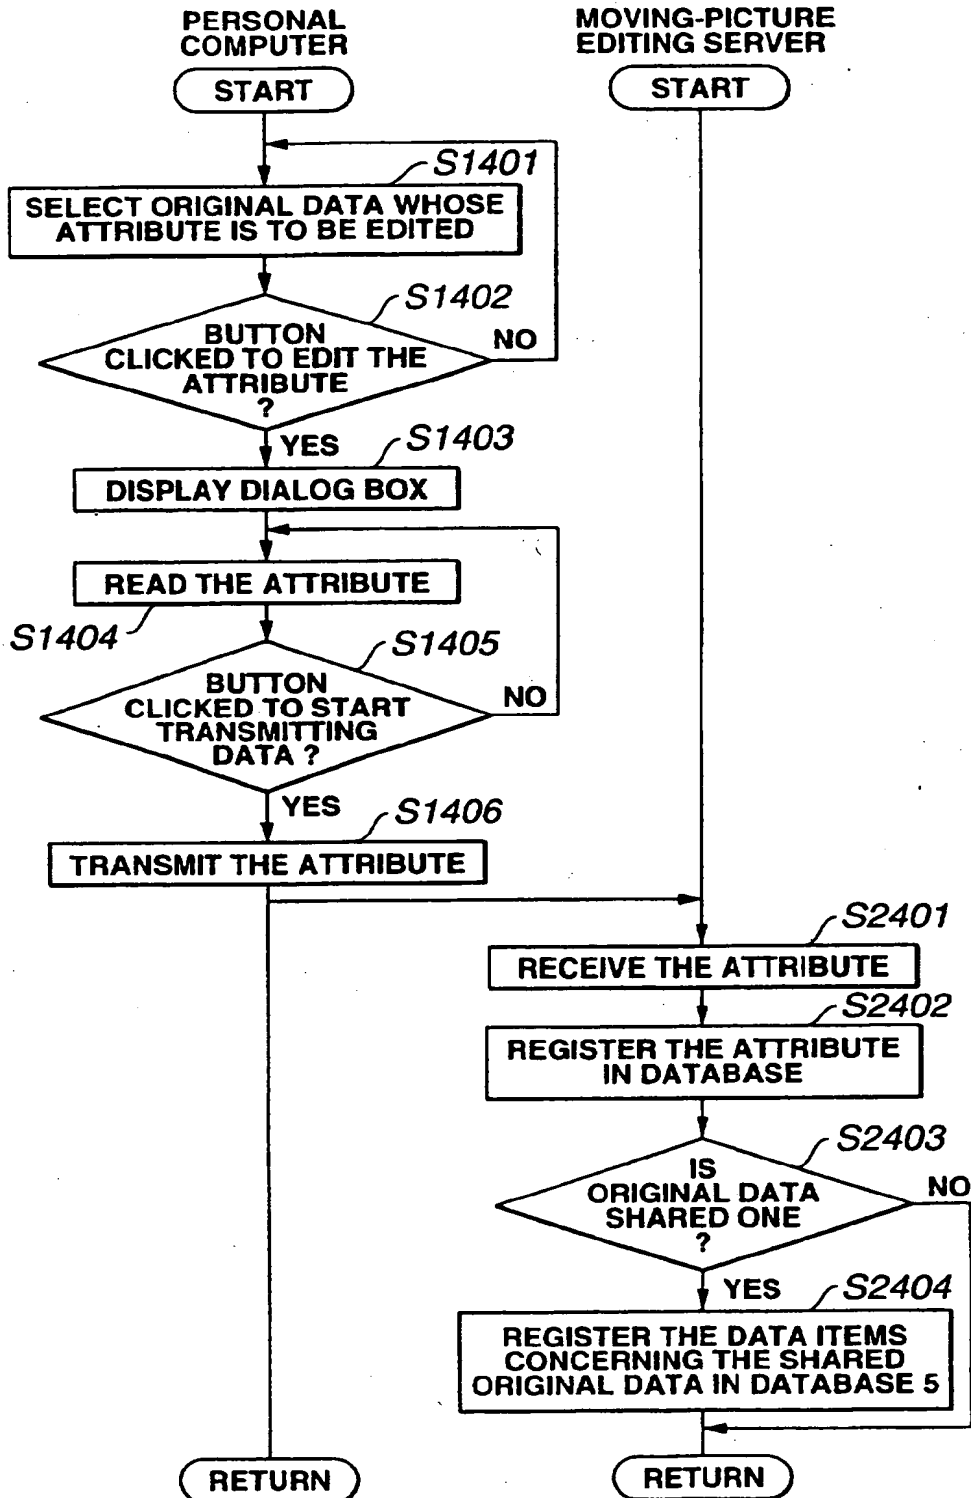 PERSONAL
COMPUTER
START
S1401
SELECT ORIGINAL DATA WHOSE
ATTRIBUTE IS TO BE EDITED
S1402
BUTTON
CLICKED TO EDIT THE
ATTRIBUTE
?
NO
YES
S1403
DISPLAY DIALOG BOX
READ THE ATTRIBUTE
S1404
S1405
BUTTON
CLICKED TO START
TRANSMITTING
DATA ?
NO
YES
S1406
TRANSMIT THE ATTRIBUTE
RETURN
MOVING-PICTURE
EDITING SERVER
START
S2401
RECEIVE THE ATTRIBUTE
S2402
REGISTER THE ATTRIBUTE
IN DATABASE
S2403
IS
ORIGINAL DATA
SHARED ONE
?
NO
YES
S2404
REGISTER THE DATA ITEMS
CONCERNING THE SHARED
ORIGINAL DATA IN DATABASE 5
RETURN